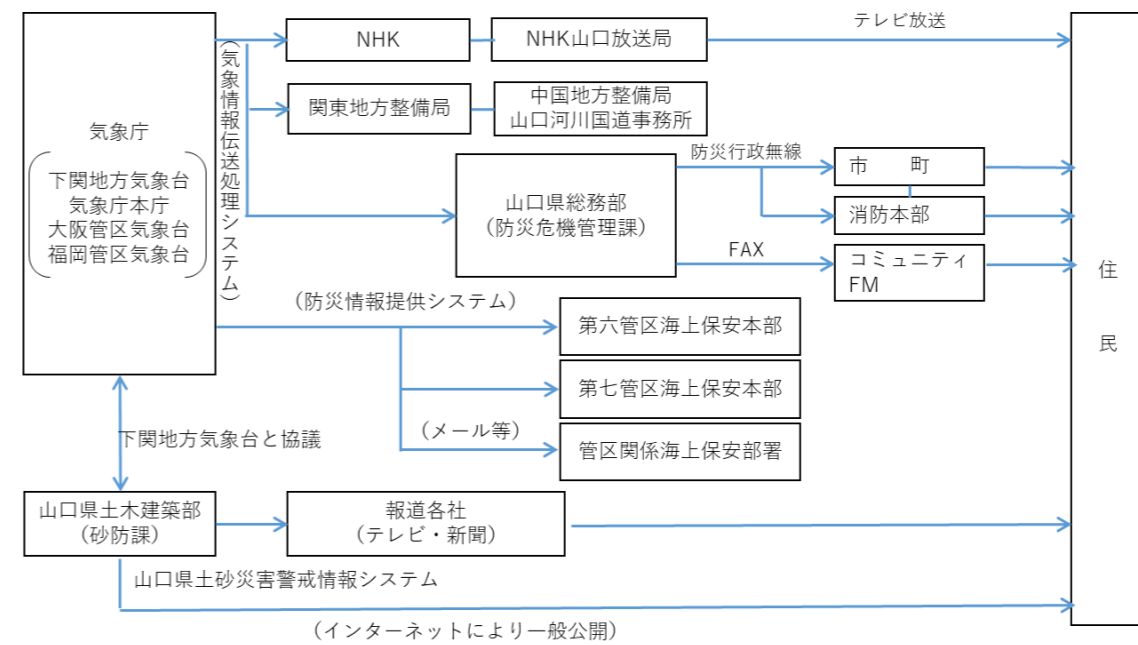 気象庁
下関地方気象台
気象庁本庁
大阪管区気象台
福岡管区気象台
(気象情報伝送処理システム)
NHK
NHK山口放送局
テレビ放送
関東地方整備局
中国地方整備局
山口河川国道事務所
山口県総務部
(防災危機管理課)
防災行政無線
市　　町
消防本部
FAX
コミュニティ
FM
(防災情報提供システム)
第六管区海上保安本部
第七管区海上保安本部
(メール等)
管区関係海上保安部署
下関地方気象台と協議
山口県土木建築部
(砂防課)
報道各社
(テレビ・新聞)
山口県土砂災害警戒情報システム
(インターネットにより一般公開)
住
民